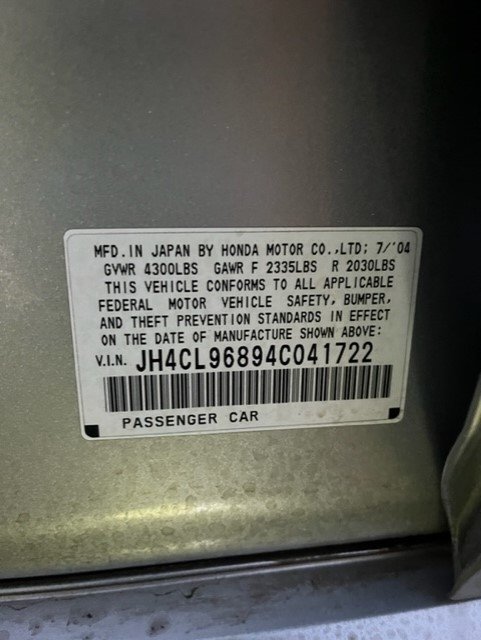 MFD. IN JAPAN BY HONDA MOTOR CO.,LTD; 7/'04
GVWR 4300LBS GAWR F 2335LBS R 2030LBS
THIS VEHICLE CONFORMS TO ALL APPLICABLE
FEDERAL MOTOR VEHICLE SAFETY, BUMPER,
AND THEFT PREVENTION STANDARDS IN EFFECT
ON THE DATE OF MANUFACTURE SHOWN ABOVE:
V.I.N. JH4CL96894C041722
PASSENGER CAR